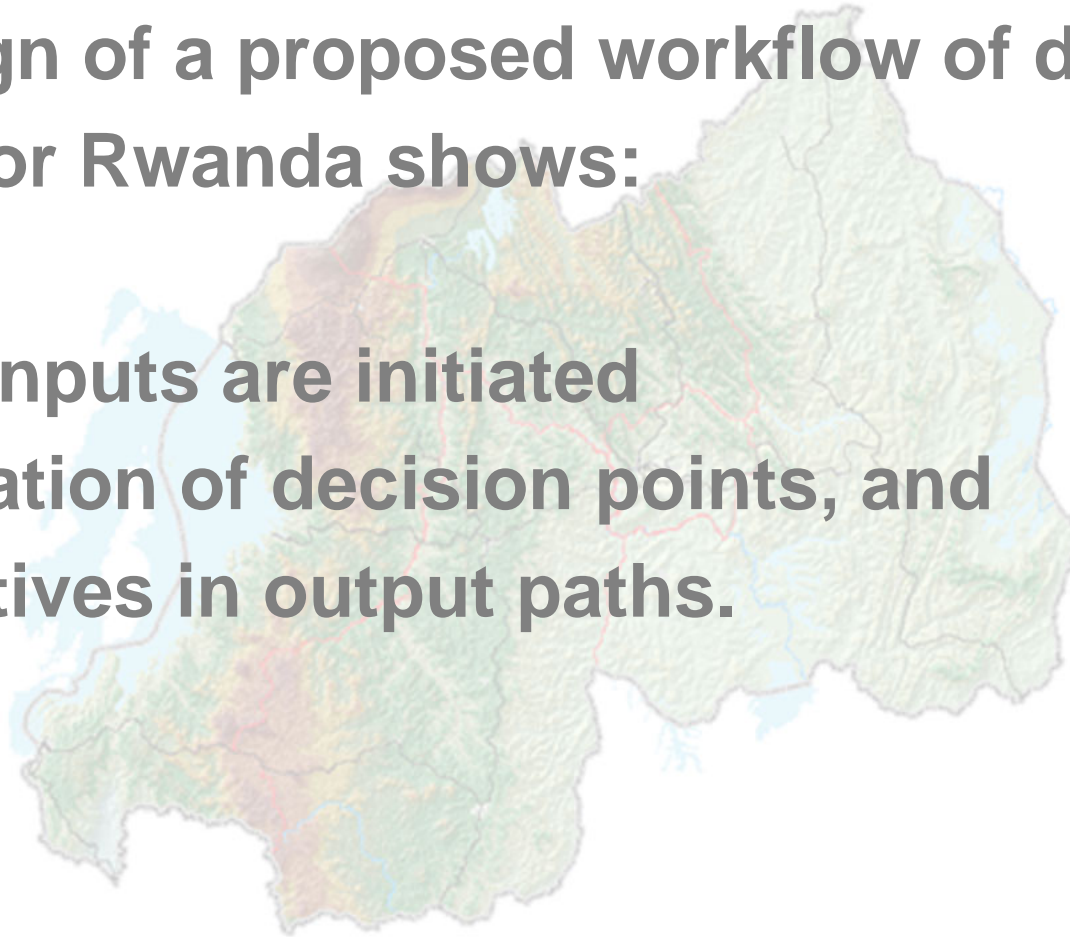 gn of a proposed workflow of d
or Rwanda shows:
nputs are initiated
ation of decision points, and
tives in output paths.